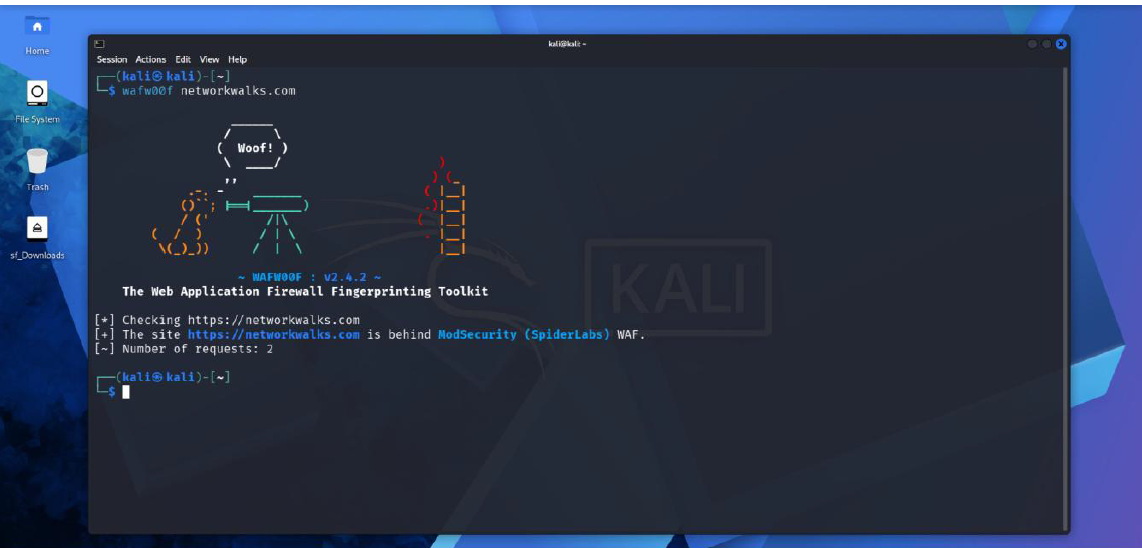 Home
File System
Trash
sf_Downloads
kali@kali: ~
Session Actions Edit View Help
(kali㉿kali)-[~]
$ wafw00f networkwalks.com
Woof!
~ WAFW00F : v2.4.2 ~
The Web Application Firewall Fingerprinting Toolkit
[*] Checking https://networkwalks.com
[+] The site https://networkwalks.com is behind ModSecurity (SpiderLabs) WAF.
[~] Number of requests: 2
(kali㉿kali)-[~]
$
KALI